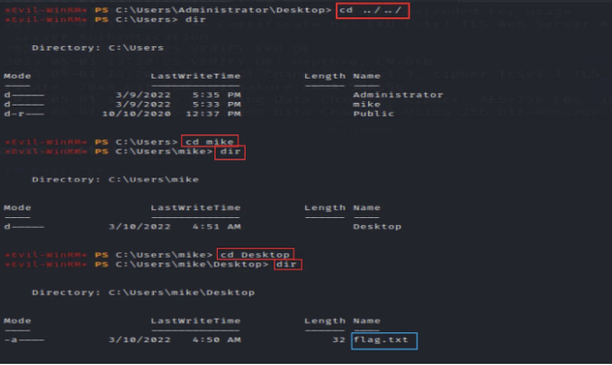 *Evil-WinRM* PS C:\Users\Administrator\Desktop> cd ../../
*Evil-WinRM* PS C:\Users> dir
Directory: C:\Users
Mode LastWriteTime Length Name
d----- 3/9/2022 5:35 PM Administrator
d----- 3/9/2022 5:33 PM mike
d-r--- 10/10/2020 12:37 PM Public
*Evil-WinRM* PS C:\Users> cd mike
*Evil-WinRM* PS C:\Users\mike> dir
Directory: C:\Users\mike
Mode LastWriteTime Length Name
d----- 3/10/2022 4:51 AM Desktop
*Evil-WinRM* PS C:\Users\mike> cd Desktop
*Evil-WinRM* PS C:\Users\mike\Desktop> dir
Directory: C:\Users\mike\Desktop
Mode LastWriteTime Length Name
-a---- 3/10/2022 4:50 AM 32 flag.txt